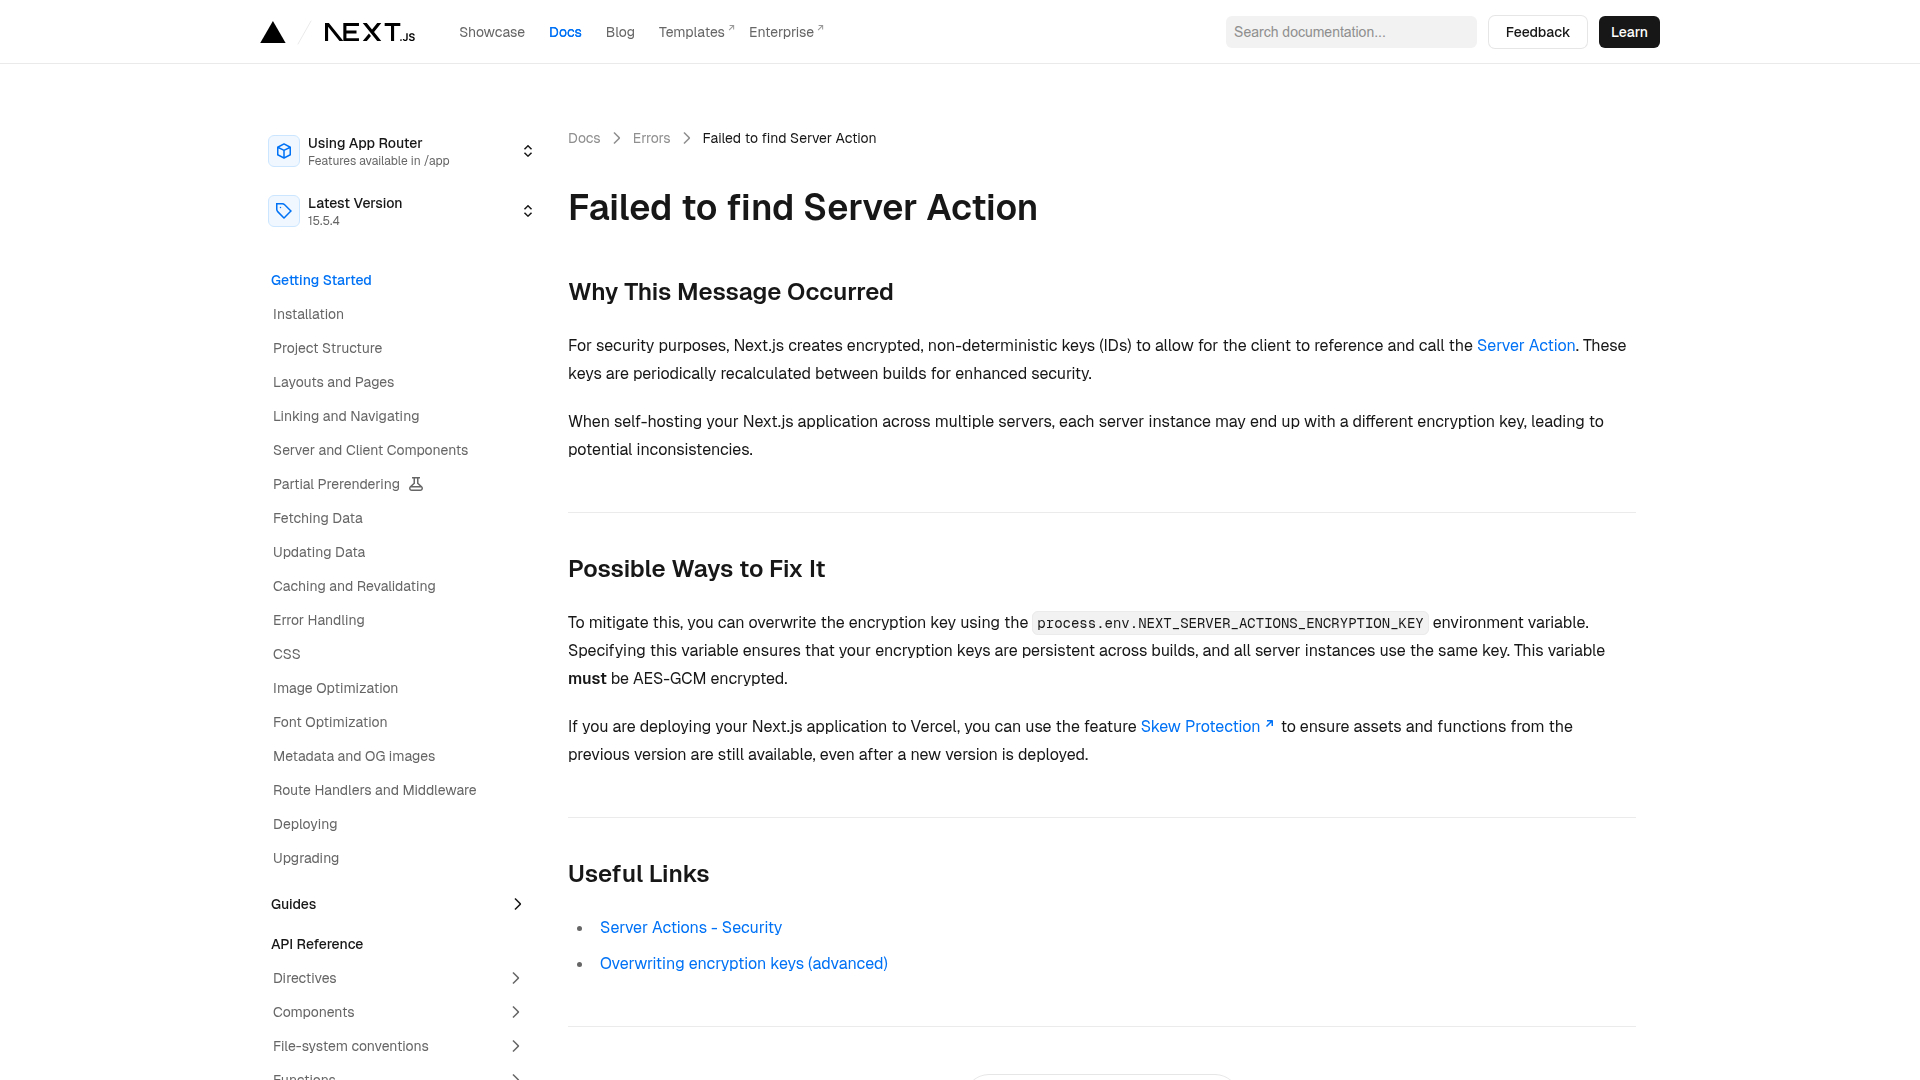 NEXT.JS
Showcase
Docs
Blog
Templates
Enterprise
Search documentation...
Feedback
Learn
Using App Router
Features available in /app
Latest Version
15.5.4
Getting Started
Installation
Project Structure
Layouts and Pages
Linking and Navigating
Server and Client Components
Partial Prerendering
Fetching Data
Updating Data
Caching and Revalidating
Error Handling
CSS
Image Optimization
Font Optimization
Metadata and OG images
Route Handlers and Middleware
Deploying
Upgrading
Guides
API Reference
Directives
Components
File-system conventions
Functions
Docs
Errors
Failed to find Server Action
Failed to find Server Action
Why This Message Occurred
For security purposes, Next.js creates encrypted, non-deterministic keys (IDs) to allow for the client to reference and call the Server Action. These
keys are periodically recalculated between builds for enhanced security.
When self-hosting your Next.js application across multiple servers, each server instance may end up with a different encryption key, leading to
potential inconsistencies.
Possible Ways to Fix It
To mitigate this, you can overwrite the encryption key using the process.env.NEXT_SERVER_ACTIONS_ENCRYPTION_KEY environment variable.
Specifying this variable ensures that your encryption keys are persistent across builds, and all server instances use the same key. This variable
must be AES-GCM encrypted.
If you are deploying your Next.js application to Vercel, you can use the feature Skew Protection to ensure assets and functions from the
previous version are still available, even after a new version is deployed.
Useful Links
Server Actions - Security
Overwriting encryption keys (advanced)